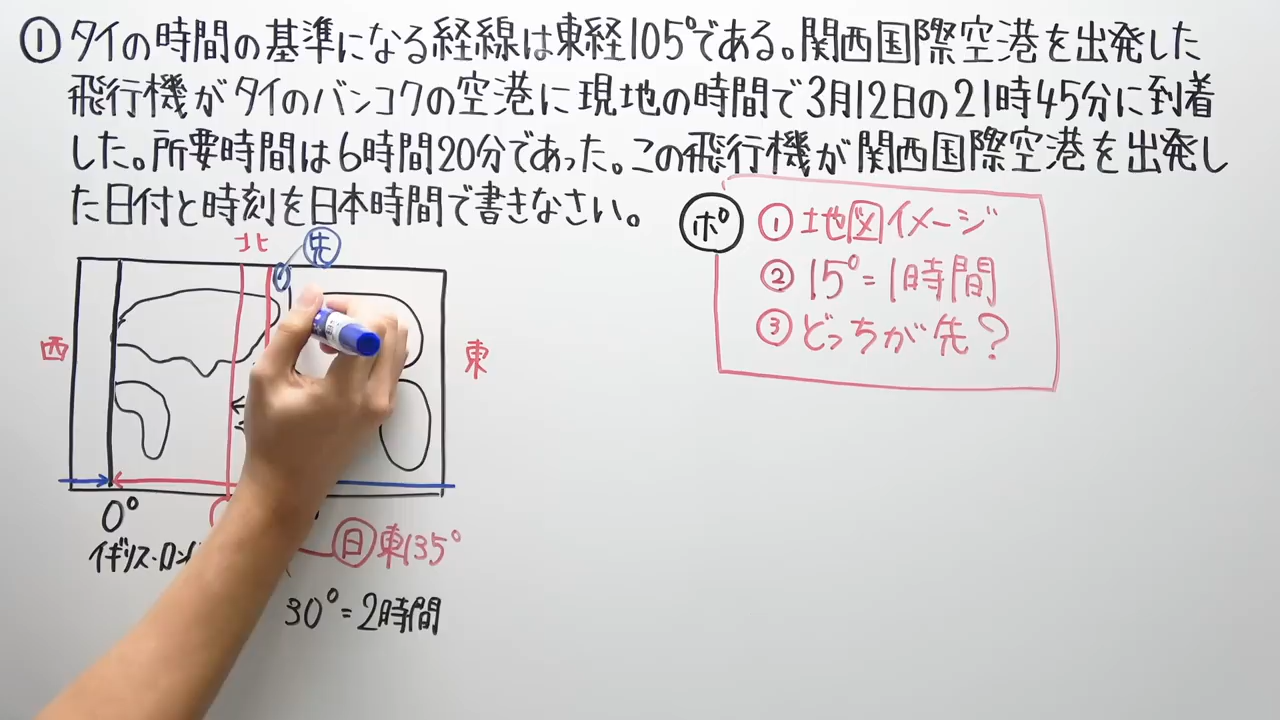 ① タイの時間の基準になる経線は東経105°である。関西国際空港を出発した
飛行機がタイのバンコクの空港に現地の時間で3月12日の21時45分に到着
した。所要時間は6時間20分であった。この飛行機が関西国際空港を出発し
た日付と時刻を日本時間で書きなさい。
ポ
① 地図イメージ
② 15°=1時間
③ どっちが先?
北
先
西
東
0°
イギリス・ロン
日 東135°
30°=2時間